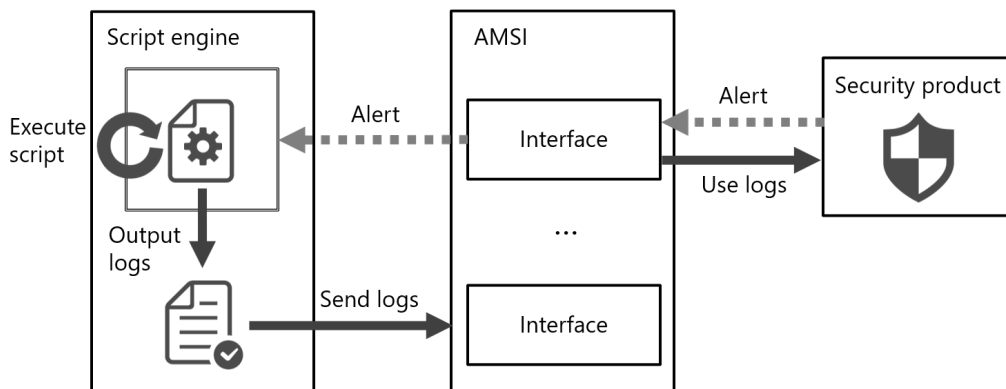 Script engine
Execute
script
Output
logs
Send logs
Alert
AMSI
Interface
...
Interface
Alert
Use logs
Security product